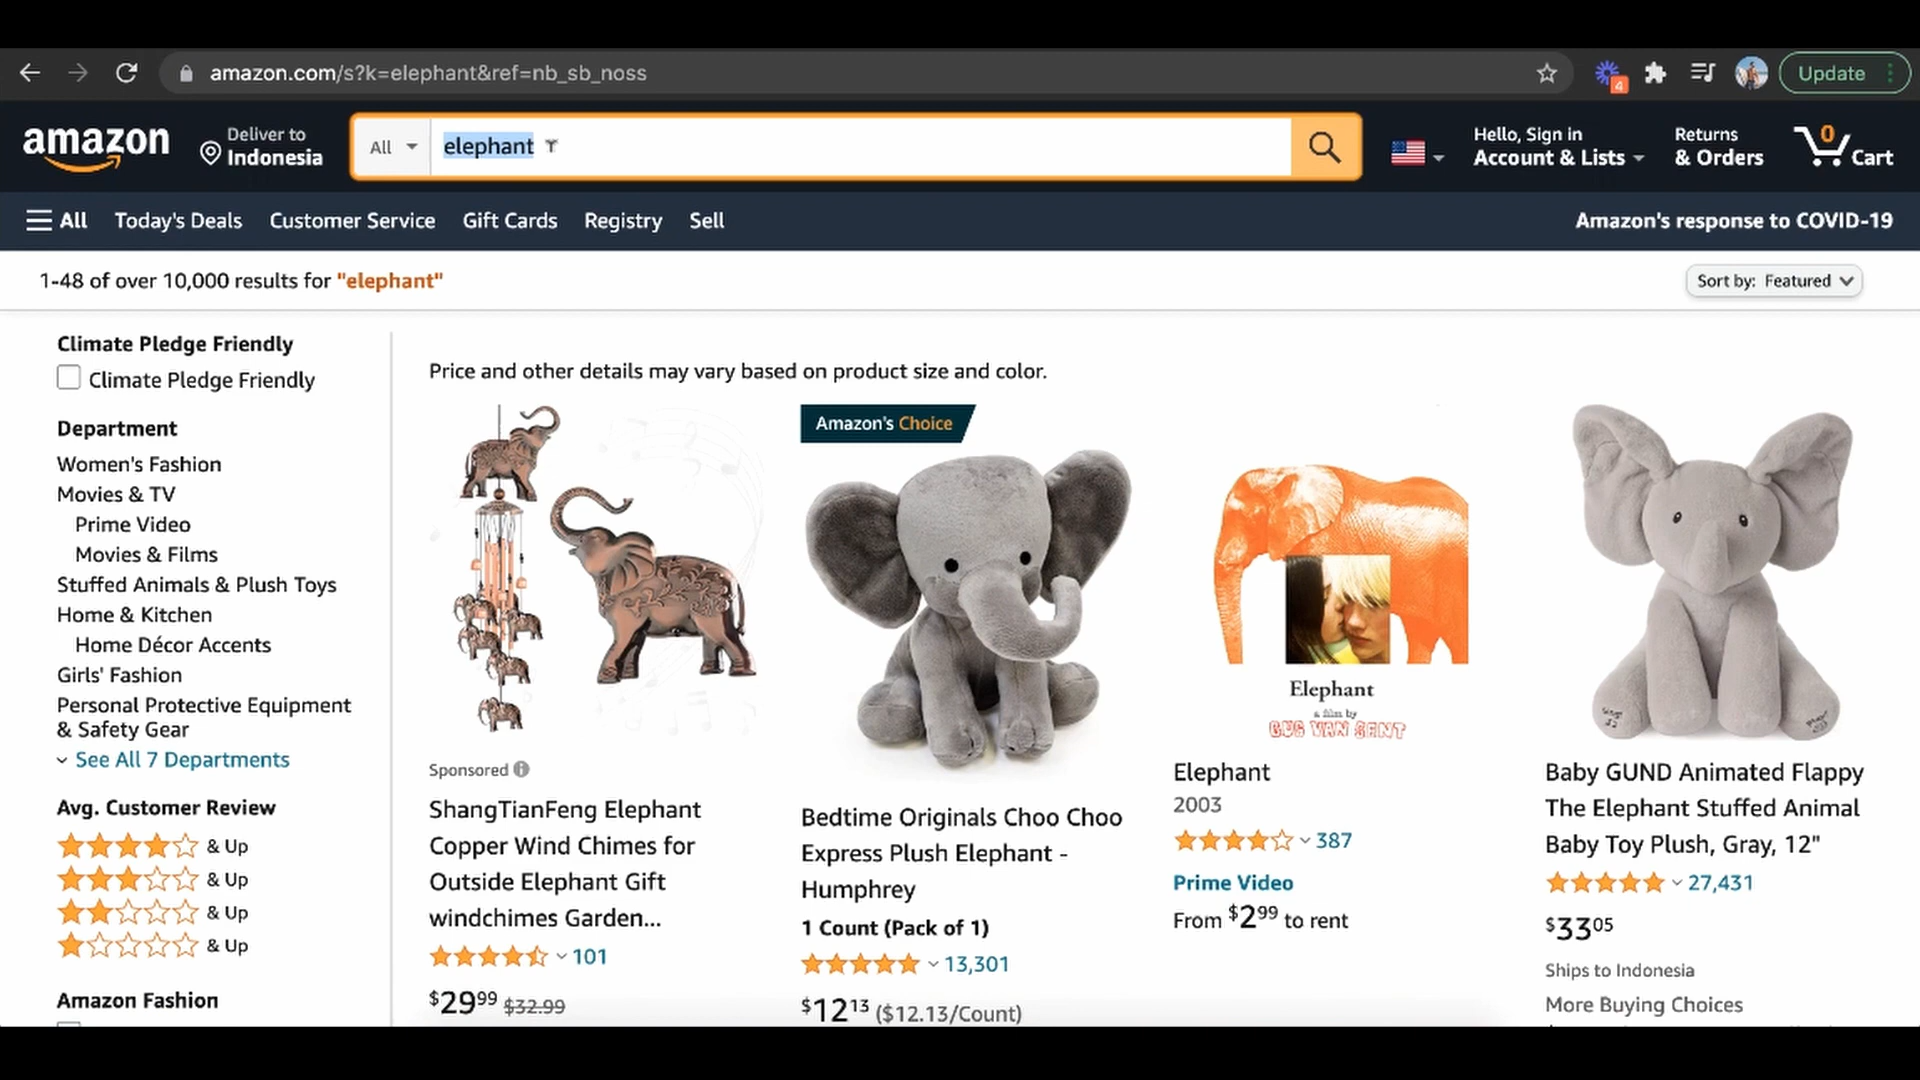 amazon.com/s?k=elephant&ref=nb_sb_noss
4
Update
amazon
Deliver to
Indonesia
All
elephant
Hello, Sign in
Account & Lists
Returns
& Orders
0
Cart
All
Today's Deals
Customer Service
Gift Cards
Registry
Sell
Amazon's response to COVID-19
1-48 of over 10,000 results for "elephant"
Sort by: Featured
Climate Pledge Friendly
Climate Pledge Friendly
Department
Women's Fashion
Movies & TV
Prime Video
Movies & Films
Stuffed Animals & Plush Toys
Home & Kitchen
Home Décor Accents
Girls' Fashion
Personal Protective Equipment
& Safety Gear
See All 7 Departments
Avg. Customer Review
& Up
& Up
& Up
& Up
Amazon Fashion
Price and other details may vary based on product size and color.
Sponsored
ShangTianFeng Elephant
Copper Wind Chimes for
Outside Elephant Gift
windchimes Garden...
101
$29.99 $32.99
Amazon's Choice
Bedtime Originals Choo Choo
Express Plush Elephant -
Humphrey
1 Count (Pack of 1)
13,301
$12.13 ($12.13/Count)
Elephant
a film by
GUS VAN SANT
Elephant
2003
387
Prime Video
From $2.99 to rent
Baby GUND Animated Flappy
The Elephant Stuffed Animal
Baby Toy Plush, Gray, 12"
27,431
$33.05
Ships to Indonesia
More Buying Choices